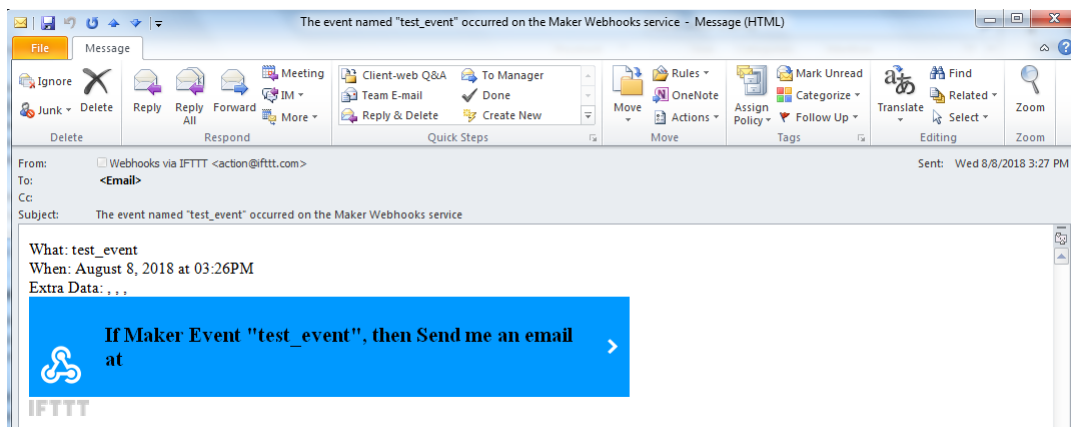 The event named "test_event" occurred on the Maker Webhooks service - Message (HTML)
File Message
Ignore
Junk
Delete
Reply
Reply All
Forward
Meeting
IM
More
Client-web Q&A
Team E-mail
Reply & Delete
To Manager
Done
Create New
Move
Rules
OneNote
Actions
Assign Policy
Mark Unread
Categorize
Follow Up
Translate
Find
Related
Select
Zoom
Delete Respond Quick Steps Move Tags Editing Zoom
From: Webhooks via IFTTT <action@ifttt.com> Sent: Wed 8/8/2018 3:27 PM
To: <Email>
Cc:
Subject: The event named "test_event" occurred on the Maker Webhooks service
What: test_event
When: August 8, 2018 at 03:26PM
Extra Data: , , ,
If Maker Event "test_event", then Send me an email
at
IFTTT